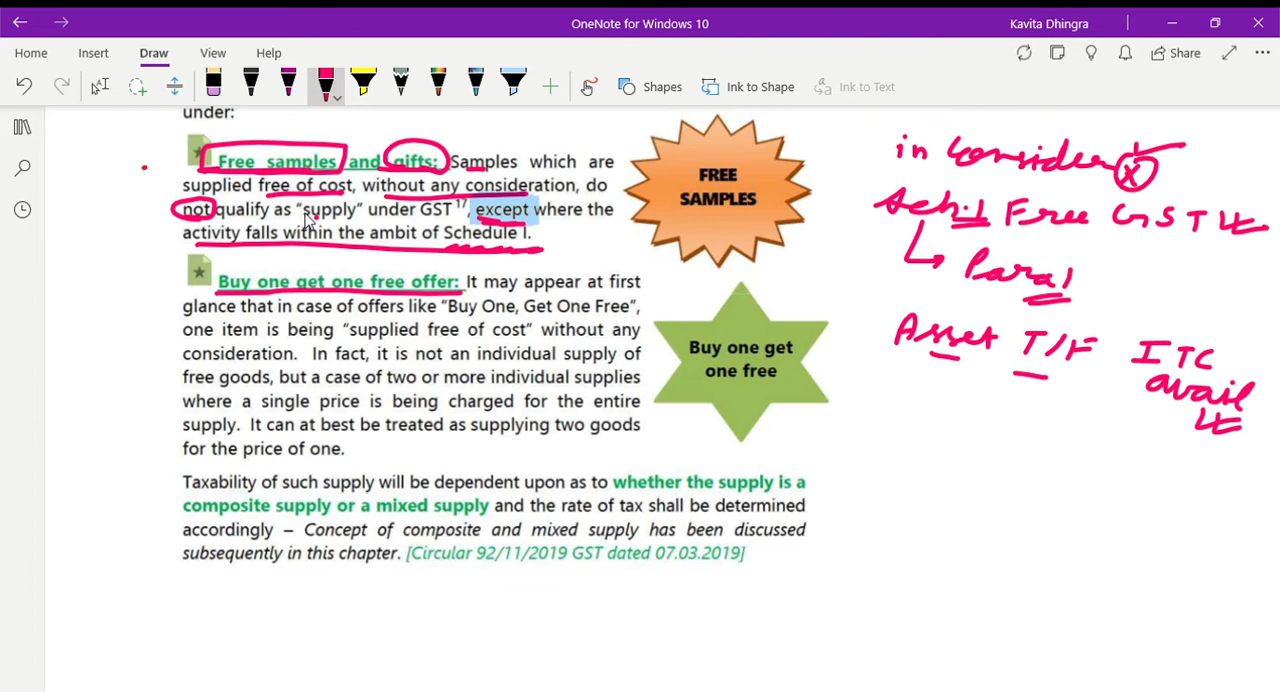 OneNote for Windows 10
Kavita Dhingra
Home Insert Draw View Help
Share
Shapes
Ink to Shape
Ink to Text
under:
Free samples and gifts: Samples which are
supplied free of cost, without any consideration, do
not qualify as “supply” under GST17, except where the
activity falls within the ambit of Schedule I.
FREE
SAMPLES
Buy one get one free offer: It may appear at first
glance that in case of offers like “Buy One, Get One Free”,
one item is being “supplied free of cost” without any
consideration. In fact, it is not an individual supply of
free goods, but a case of two or more individual supplies
where a single price is being charged for the entire
supply. It can at best be treated as supplying two goods
for the price of one.
Buy one get
one free
Taxability of such supply will be dependent upon as to whether the supply is a
composite supply or a mixed supply and the rate of tax shall be determined
accordingly – Concept of composite and mixed supply has been discussed
subsequently in this chapter. [Circular 92/11/2019 GST dated 07.03.2019]
in Consider
Sch.1 Free GST
Para 1
Asset T/F ITC
avail